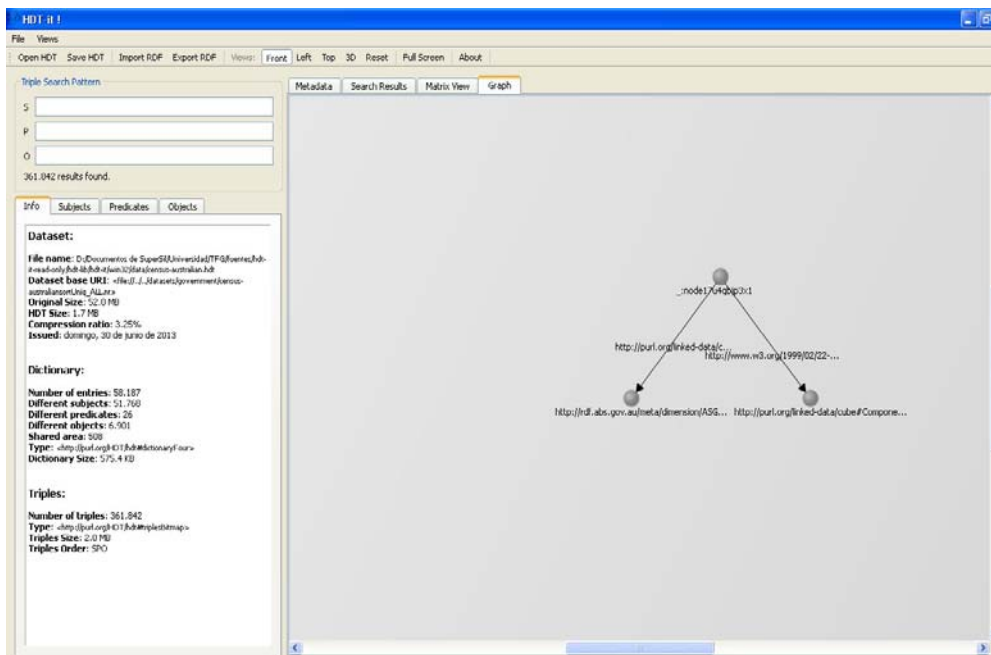 HDT-it !
File Views
Open HDT Save HDT Import RDF Export RDF Views: Front Left Top 3D Reset Full Screen About
Triple Search Pattern
S
P
O
361.842 results found.
Info Subjects Predicates Objects
Dataset:
File name: D:/Documentos de SuperSil/Universidad/TFG/fuentes/hdt-
it-read-only/hdt-lib/hdt-it/win32/data/census-australian.hdt
Dataset base URI: <file://../../datasets/government/census-
Original Size: 52.0 MB
HDT Size: 1.7 MB
Compression ratio: 3.25%
Issued: domingo, 30 de junio de 2013
Dictionary:
Number of entries: 58.187
Different subjects: 51.768
Different predicates: 26
Different objects: 6.901
Shared area: 508
Type: <http://purl.org/HDT/hdt#dictionaryFour>
Dictionary Size: 575.4 KB
Triples:
Number of triples: 361.842
Type: <http://purl.org/HDT/hdt#triplesBitmap>
Triples Size: 2.0 MB
Triples Order: SPO
Metadata Search Results Matrix View Graph
http://purl.org/linked-data/c...
http://www.w3.org/1999/02/22-...
http://rdf.abs.gov.au/meta/dimension/ASG... http://purl.org/linked-data/cube#Compone...